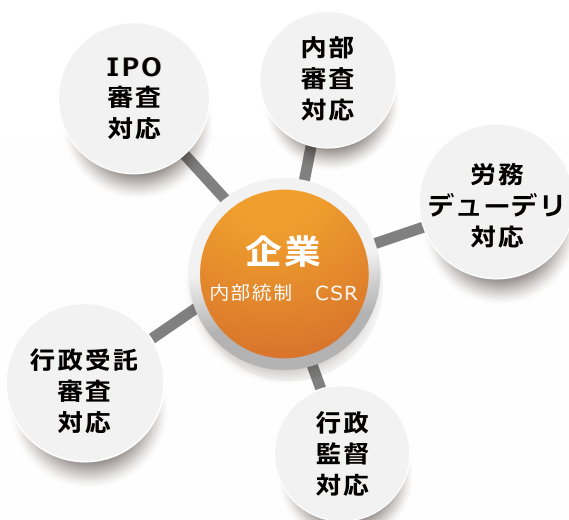 IPO
審査
対応
内部
審査
対応
労務
デューデリ
対応
企業
内部統制　CSR
行政受託
審査
対応
行政
監督
対応